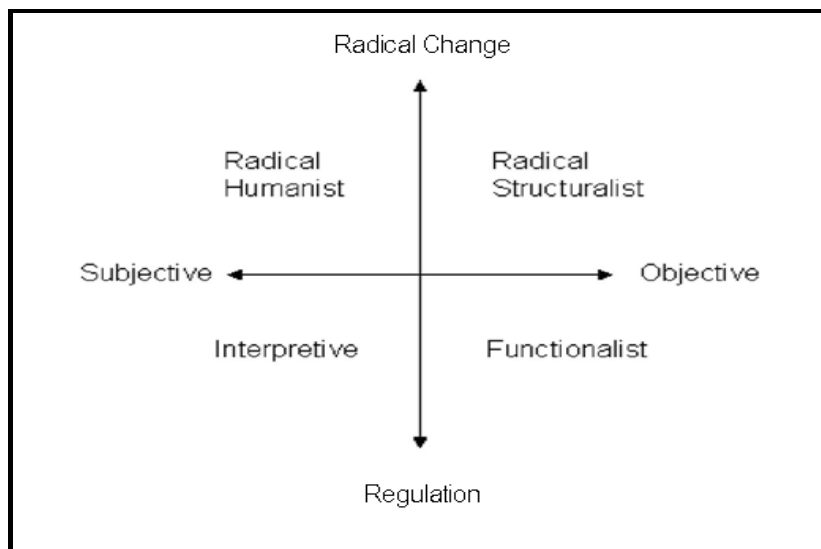 Radical Change
Radical
Humanist
Radical
Structuralist
Subjective
Objective
Interpretive
Functionalist
Regulation